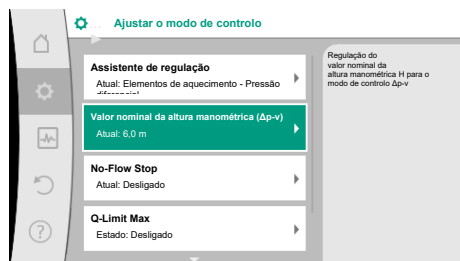 Ajustar o modo de controlo
Assistente de regulação
Atual: Elementos de aquecimento - Pressão
diferencial
Valor nominal da altura manométrica (Δp-v)
Atual: 6,0 m
No-Flow Stop
Atual: Desligado
Q-Limit Max
Estado: Desligado
Regulação do
valor nominal da
altura manométrica H para o
modo de controlo Δp-v